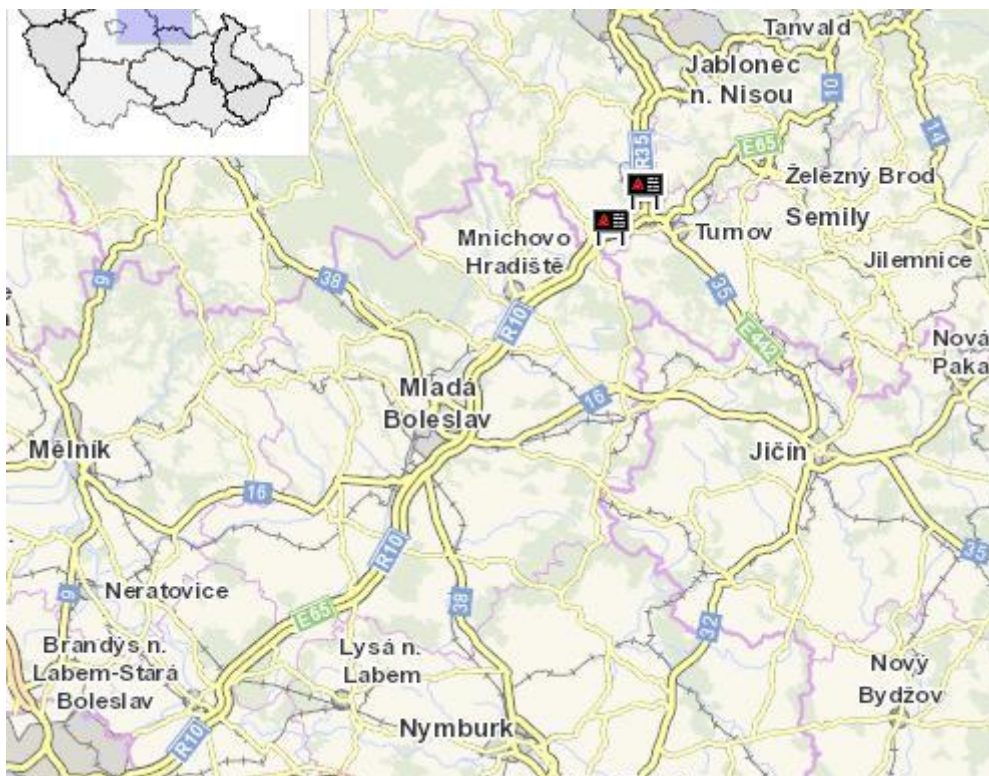 Tanvald
Jablonec
n. Nisou
10
14
R35
E65
Železný Brod
Semily
Turnov
Mnichovo
Hradiště
Jilemnice
9
38
35
R10
E442
Nová
Paka
Mladá
Boleslav
16
Mělník
Jičín
16
R10
35
Neratovice
9
38
E65
32
Brandýs n.
Labem-Stará
Boleslav
Lysá n.
Labem
Nový
Bydžov
R10
Nymburk